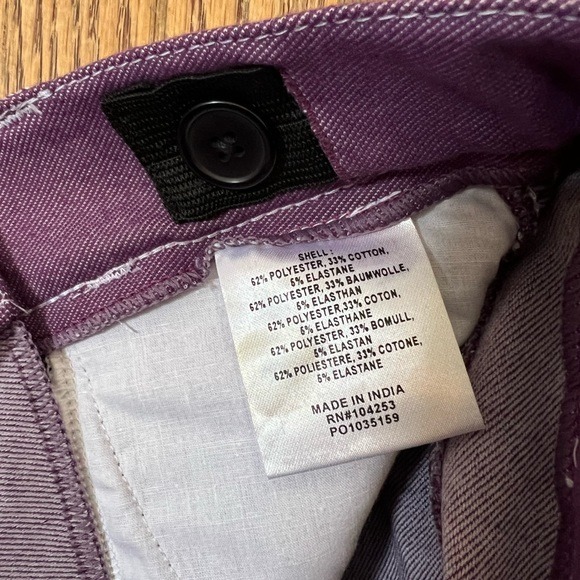 SHELL:
62% POLYESTER, 33% COTTON,
5% ELASTANE
62% POLYESTER, 33% BAUMWOLLE,
5% ELASTHAN
62% POLYESTER, 33% COTON,
5% ELASTHANE
62% POLYESTER, 33% BOMULL,
5% ELASTAN
62% POLIESTERE, 33% COTONE,
5% ELASTANE
MADE IN INDIA
RN#104253
PO1035159